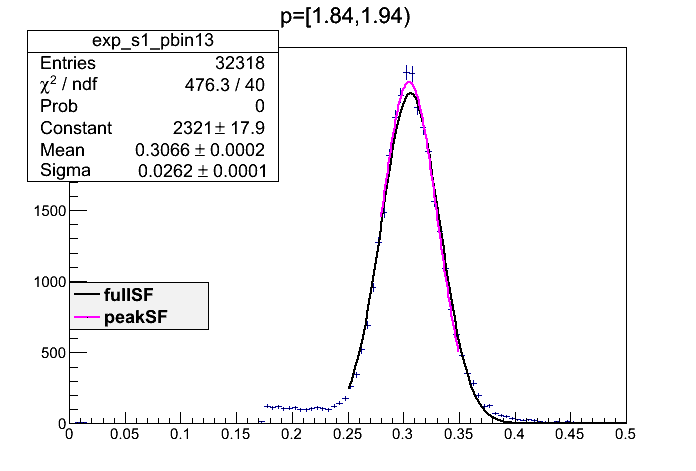 p=[1.84,1.94)
exp_s1_pbin13
Entries 32318
χ² / ndf 476.3 / 40
Prob 0
Constant 2321 ± 17.9
Mean 0.3066 ± 0.0002
Sigma 0.0262 ± 0.0001
1500
1000
fullSF
peakSF
500
0
0 0.05 0.1 0.15 0.2 0.25 0.3 0.35 0.4 0.45 0.5